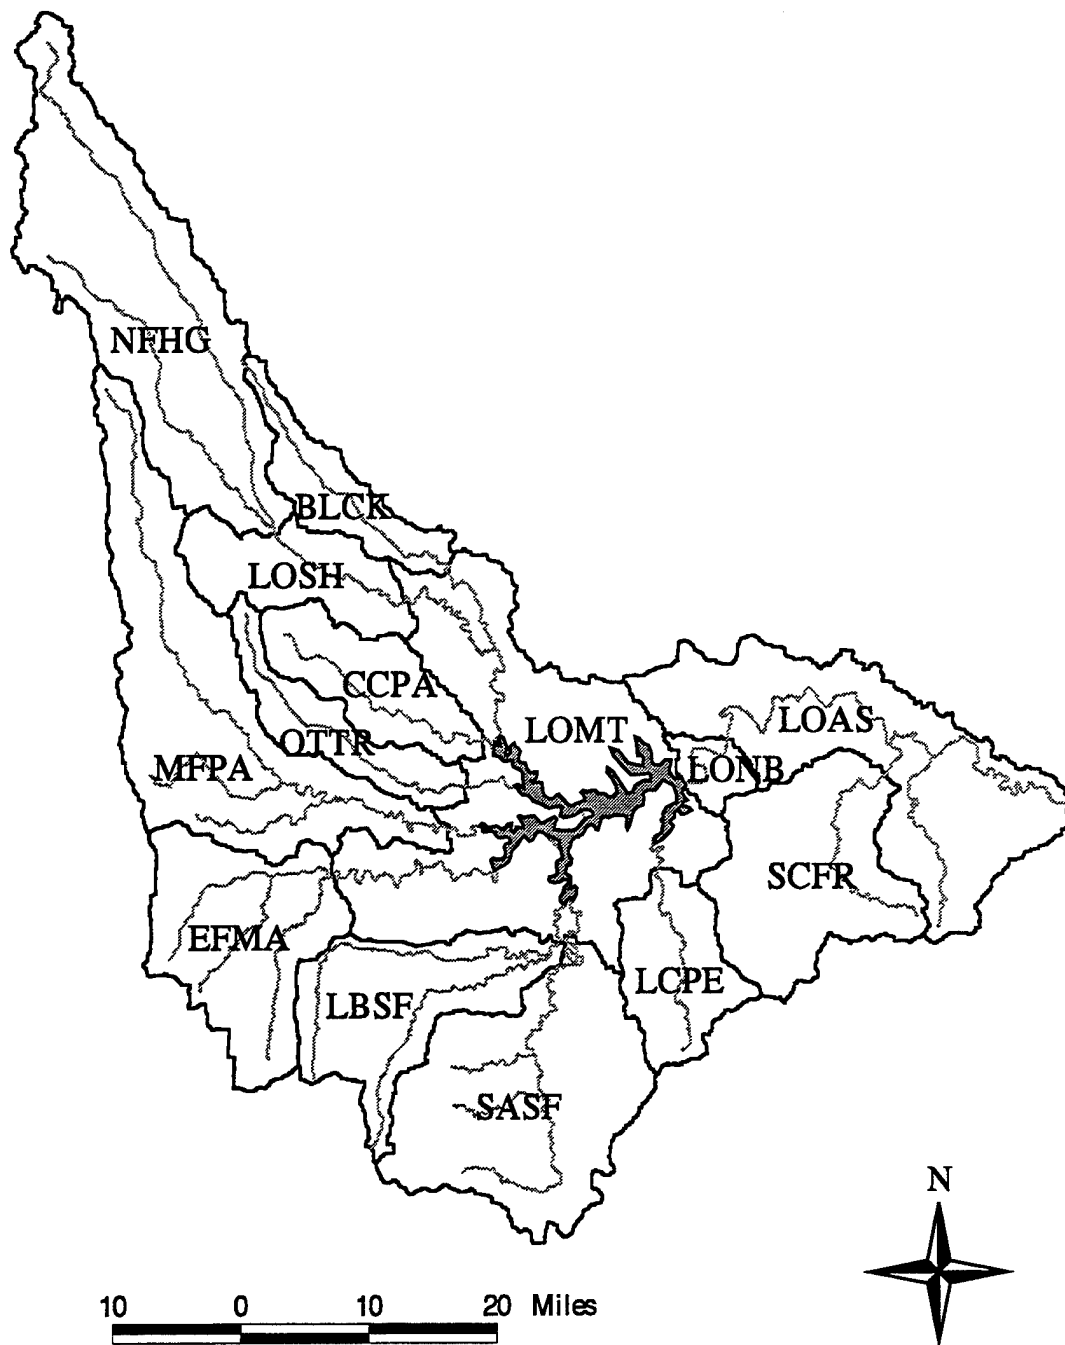 NFHG
BLCK
LOSH
CCPA
LOAS
LOMT
OTTR
MFPA
LONB
SCFR
EFMA
LCPE
LBSF
SASF
N
10 0 10 20 Miles